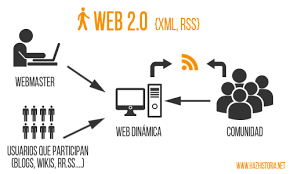 WEB 2.0 (XML, RSS)
WEBMASTER
USUARIOS QUE PARTICIPAN
(BLOGS, WIKIS, RR.SS...)
WEB DINÁMICA
COMUNIDAD
WWW.HAZHISTORIA.NET